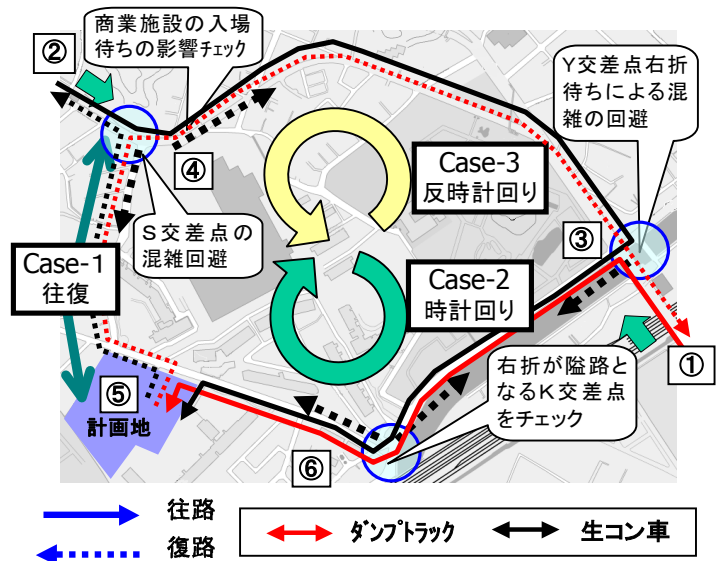 ②
商業施設の入場
待ちの影響チェック
Y交差点右折
待ちによる混
雑の回避
④
Case-3
反時計回り
S交差点の
混雑回避
③
Case-1
往復
Case-2
時計回り
①
右折が隘路と
なるK交差点
をチェック
⑤
計画地
⑥
往路
復路
ダンプトラック
生コン車